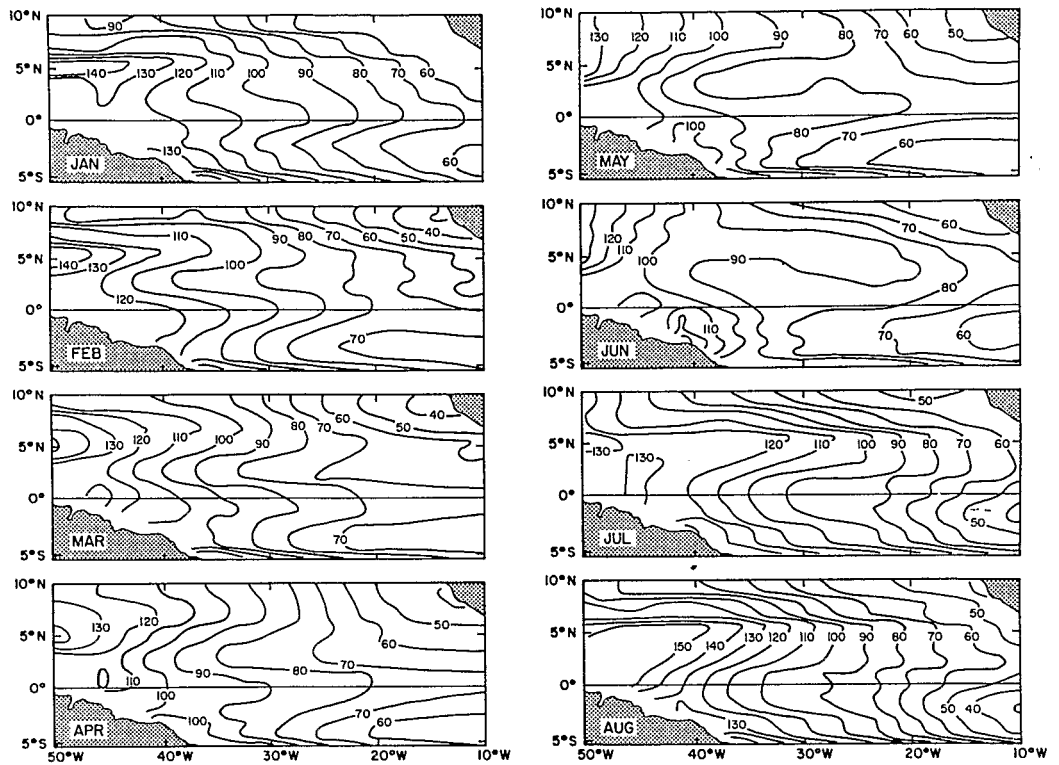 10°N
90
140 130 120 110 100 90 80 70 60
5°N
0°
130
60
JAN
5°S
10°N
110
90 80 70 60 50 40
140 130
100
5°N
120
0°
70
FEB
5°S
10°N
130 120 110 100 90 80 70 60 50 40
5°N
0°
70
MAR
5°S
10°N
130 120
50
5°N
60
110 100 90 80 70
0°
100
70
60
APR
5°S
50°W 40°W 30°W 20°W 10°W
10°N
130 120 110 100 90 80 70 60 50
5°N
0°
100
80 70
60
MAY
5°S
10°N
120
110
100
90
60
70
5°N
80
0°
110
70 60
JUN
5°S
10°N
50
130
120 110 100 90 80 70 60
5°N
130
0°
50
JUL
5°S
10°N
50
150 140 130 120 110 100 90 80 70 60
5°N
0°
50 40
130
AUG
5°S
50°W 40°W 30°W 20°W 10°W